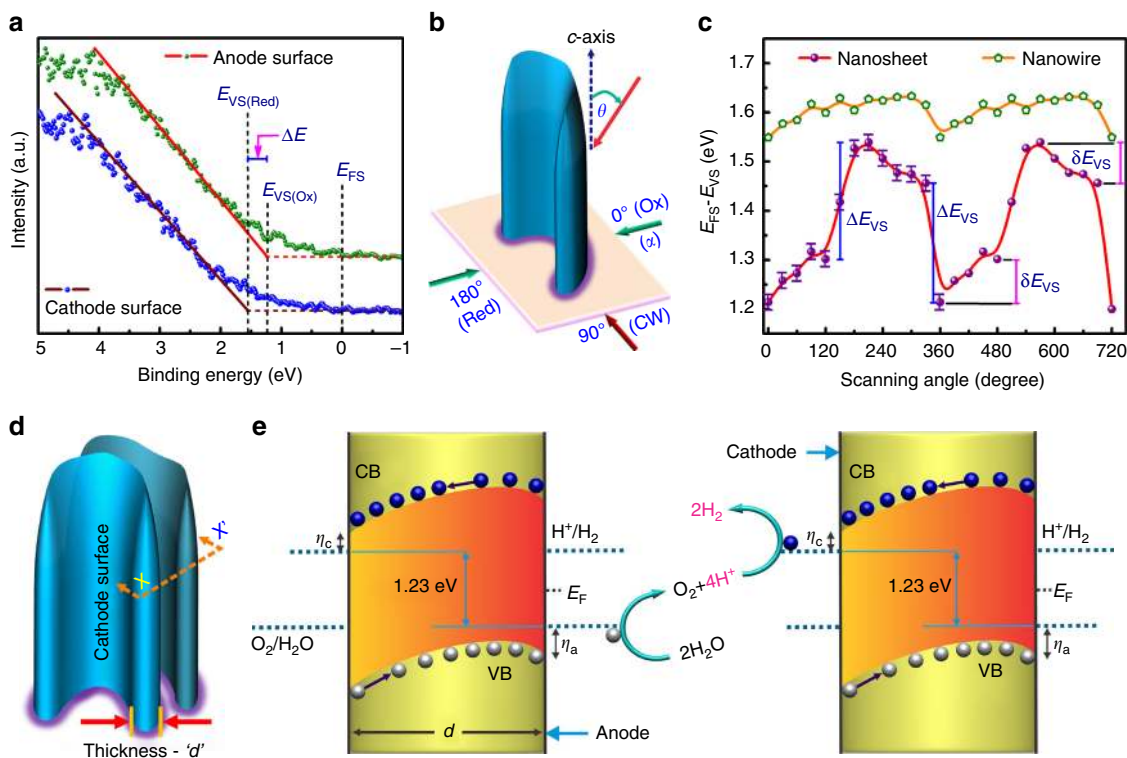 a
Anode surface
E_VS(Red)
ΔE
E_VS(Ox)
E_FS
Cathode surface
Intensity (a.u.)
5 4 3 2 1 0 –1
Binding energy (eV)
b
c-axis
θ
0° (Ox)
(α)
180°
(Red)
90° (CW)
c
Nanosheet Nanowire
1.7
1.6
1.5
1.4
1.3
1.2
E_FS-E_VS (eV)
ΔE_VS ΔE_VS
δE_VS
δE_VS
0 120 240 360 480 600 720
Scanning angle (degree)
d
Cathode surface
X
X'
Thickness - 'd'
e
CB
η_c
H⁺/H₂
1.23 eV
E_F
O₂/H₂O
η_a
VB
d
Anode
2H₂
O₂+4H⁺
2H₂O
Cathode
CB
η_c
H⁺/H₂
1.23 eV
E_F
η_a
VB